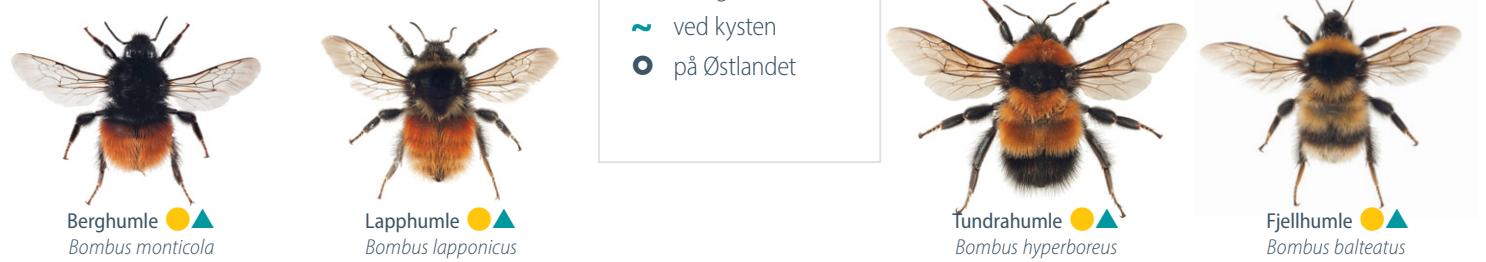 ~ ved kysten
på Østlandet
Berghumle
Bombus monticola
Lapphumle
Bombus lapponicus
Tundrahumle
Bombus hyperboreus
Fjellhumle
Bombus balteatus